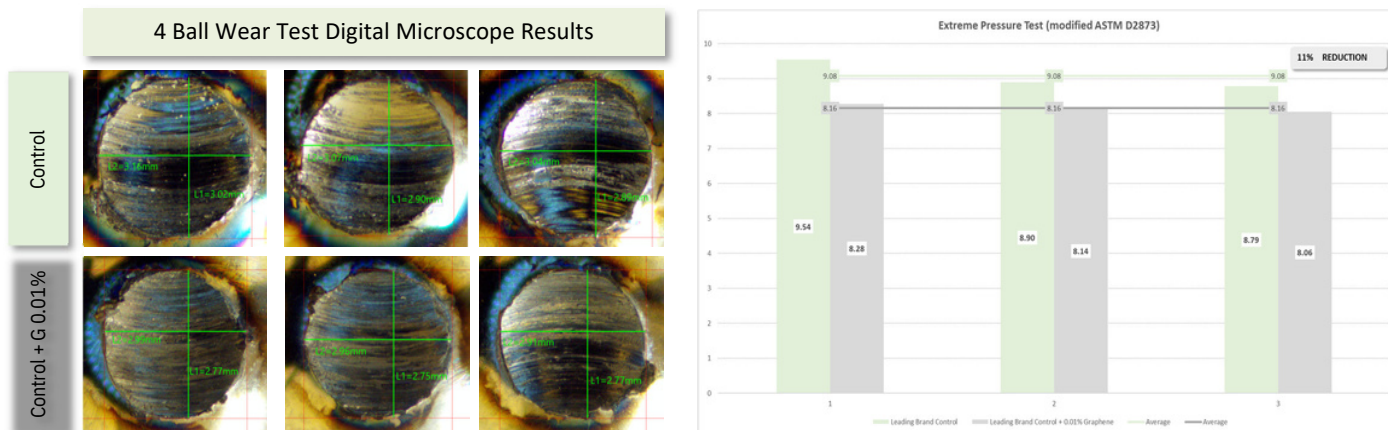 4 Ball Wear Test Digital Microscope Results
Control
L2=3.16mm
L1=3.02mm
L1=2.90mm
Control + G 0.01%
L1=2.77mm
L1=2.75mm
L1=2.77mm
Extreme Pressure Test (modified ASTM D2873)
11% REDUCTION
10
9
8
7
6
5
4
3
2
1
0
9.08
9.08
9.08
8.16
8.16
8.16
9.54
8.28
8.90
8.14
8.79
8.06
1
2
3
Leading Brand Control
Leading Brand Control + 0.01% Graphene
Average
Average